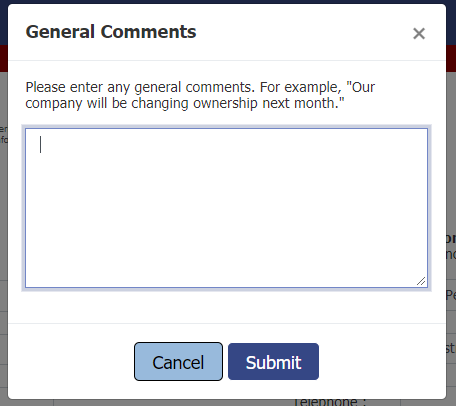 General Comments
×
Please enter any general comments. For example, "Our
company will be changing ownership next month."
Cancel
Submit
Telephone :